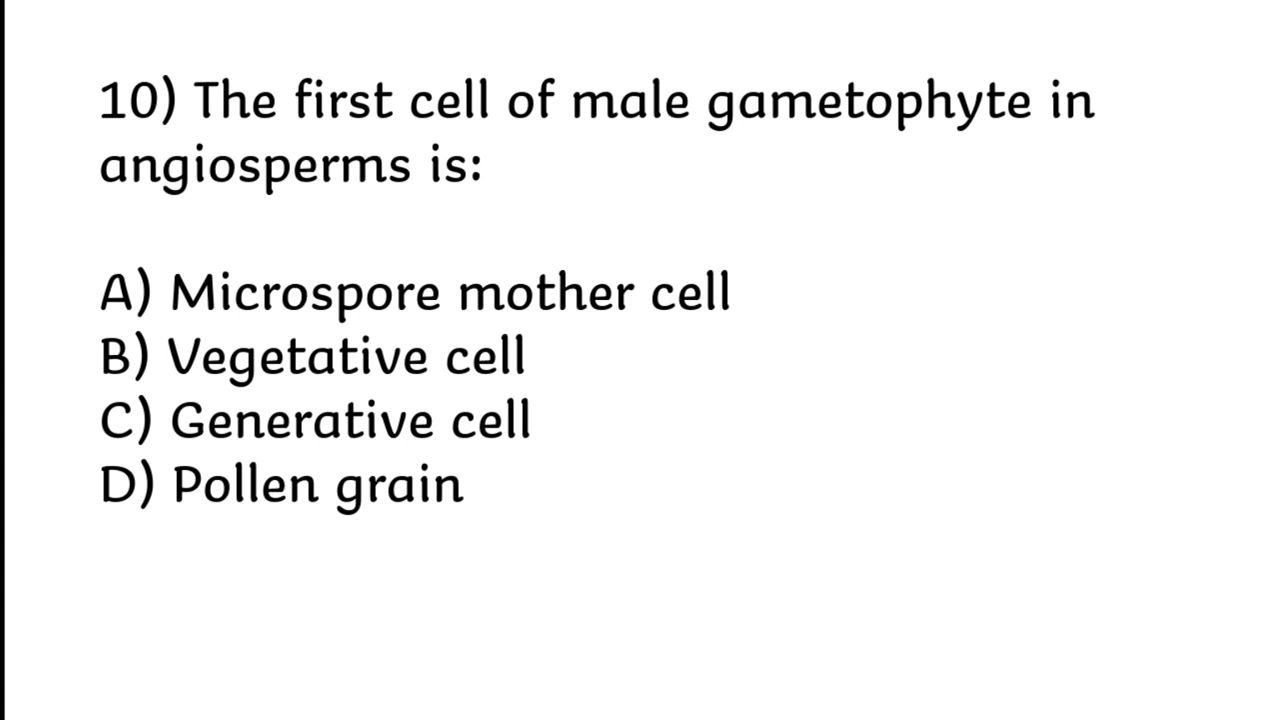 10) The first cell of male gametophyte in
angiosperms is:
A) Microspore mother cell
B) Vegetative cell
C) Generative cell
D) Pollen grain